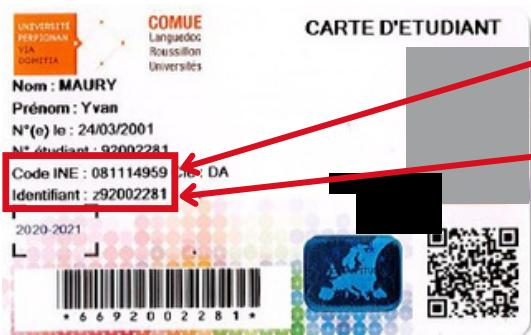 UNIVERSITÉ
PERPIGNAN
VIA
DOMITIA
COMUE
Languedoc
Roussillon
Universités
CARTE D'ETUDIANT
Nom : MAURY
Prénom : Yvan
N°(e) le : 24/03/2001
N° étudiant : 92002281
Code INE : 081114959 Clé : DA
Identifiant : z92002281
2020-2021
*6692002281*